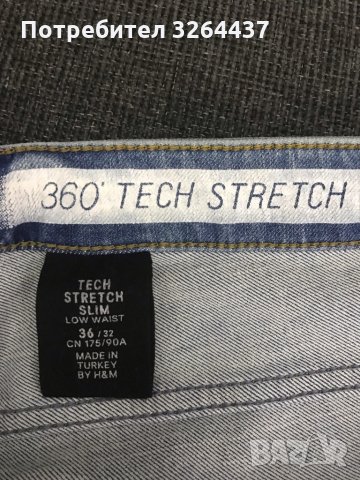 Потребител 3264437
360° TECH STRETCH
TECH
STRETCH
SLIM
LOW WAIST
36 / 32
CN 175/90A
MADE IN
TURKEY
BY H&M
BAZAR